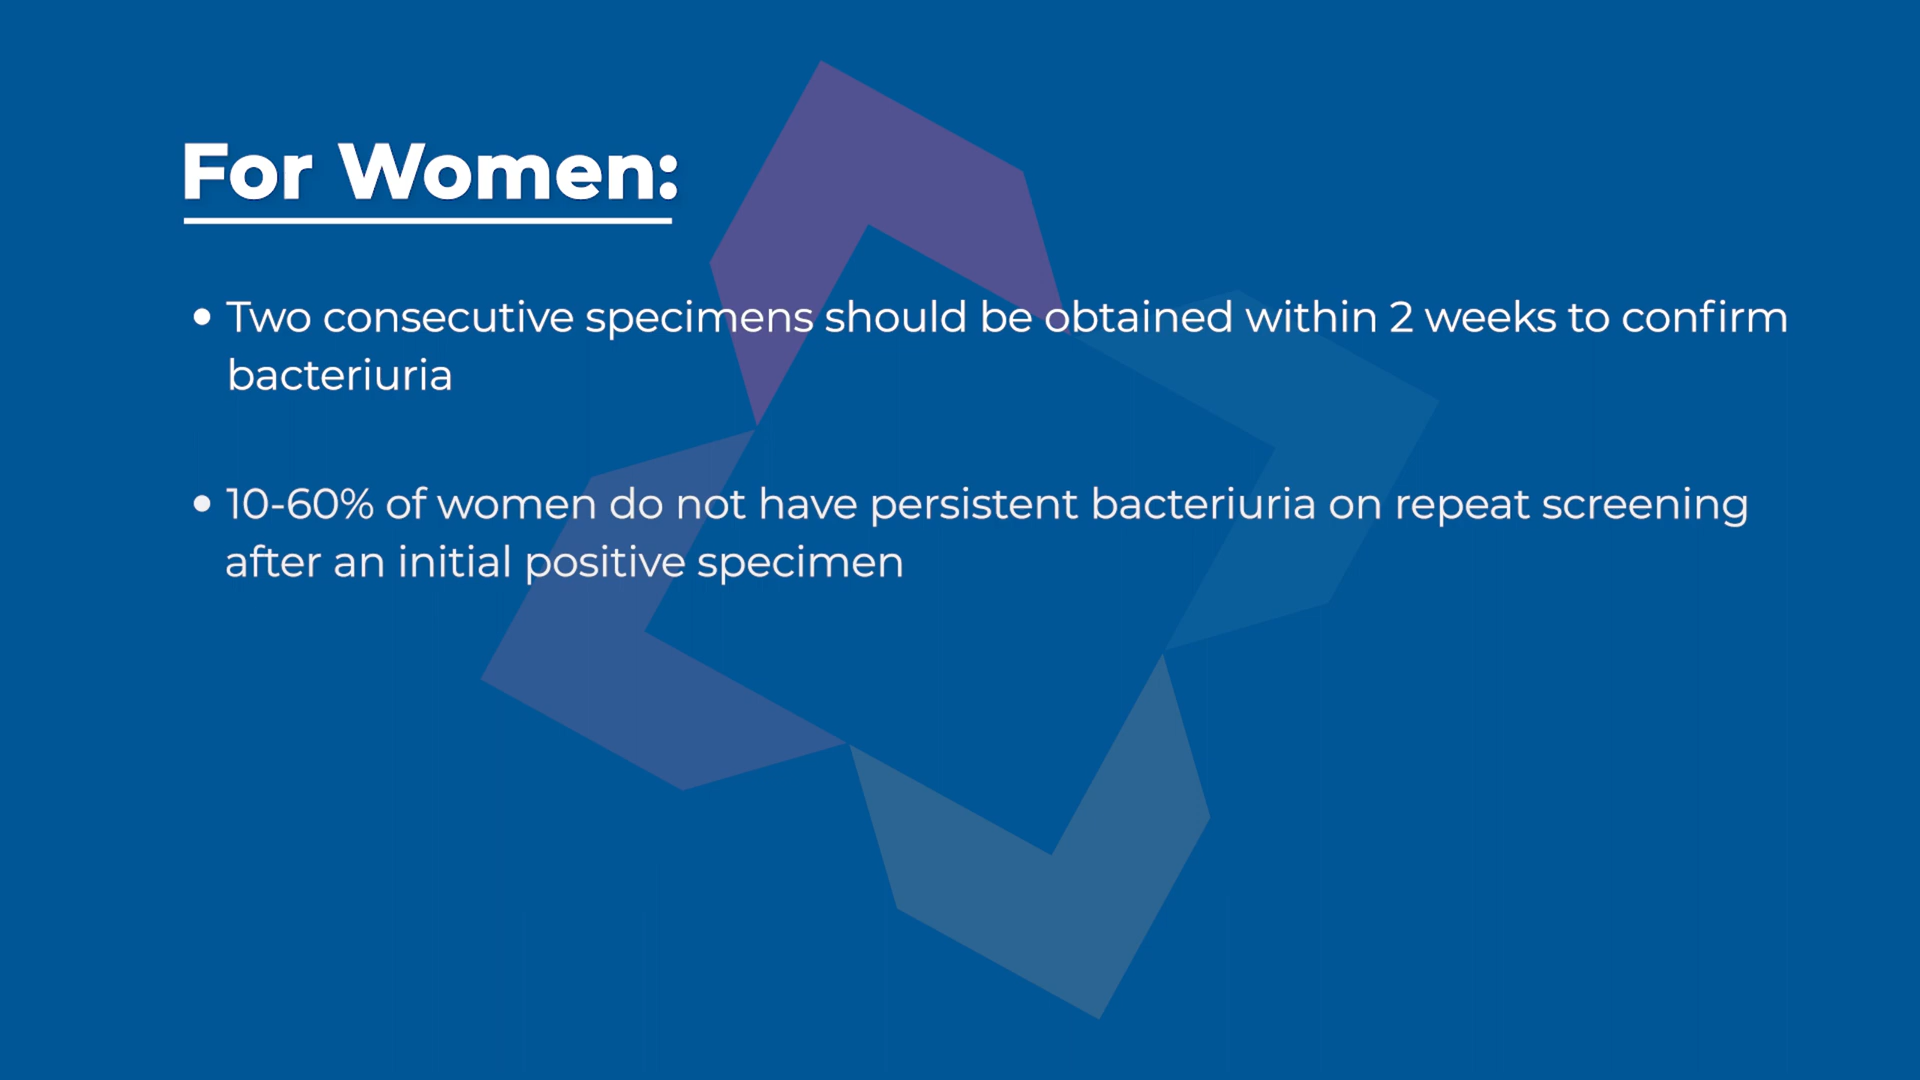 For Women:
• Two consecutive specimens should be obtained within 2 weeks to confirm
bacteriuria
• 10-60% of women do not have persistent bacteriuria on repeat screening
after an initial positive specimen